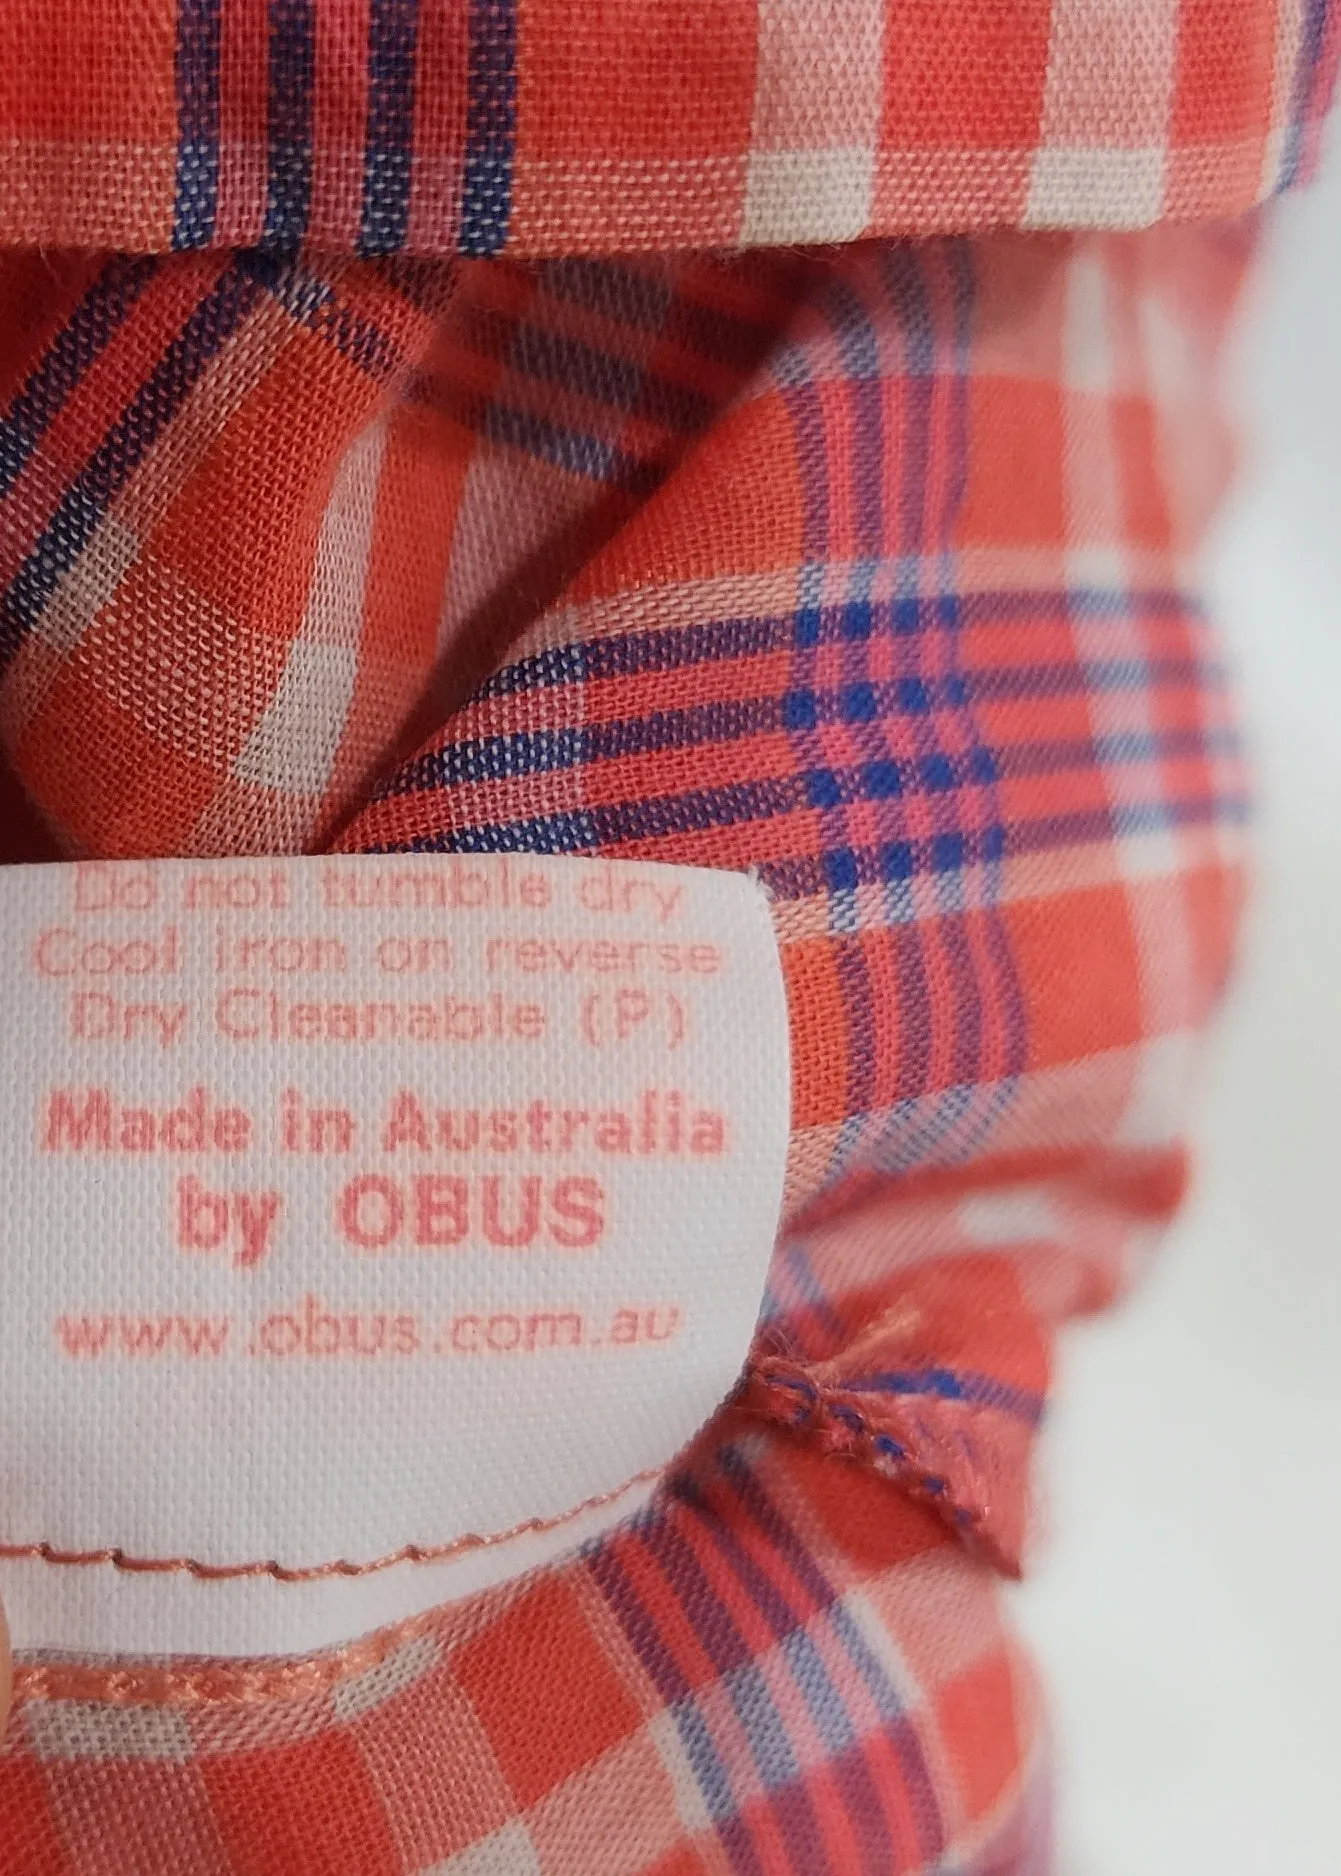 Do not tumble dry
Cool iron on reverse
Dry Cleanable (P)
Made in Australia
by OBUS
www.obus.com.au